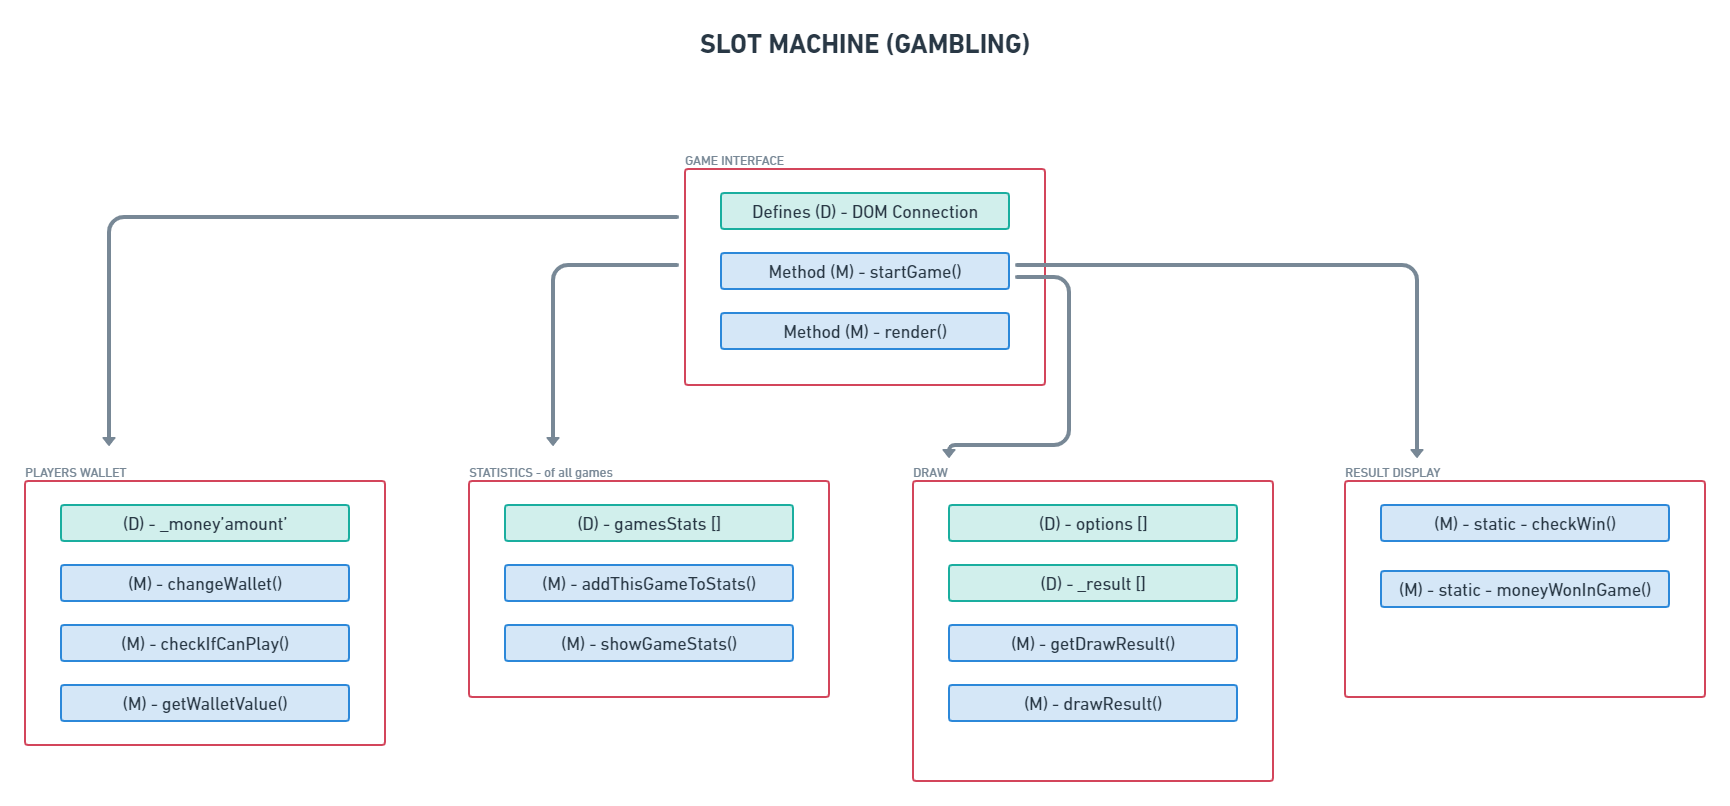 SLOT MACHINE (GAMBLING)
GAME INTERFACE
Defines (D) - DOM Connection
Method (M) - startGame()
Method (M) - render()
PLAYERS WALLET
(D) - _money'amount'
(M) - changeWallet()
(M) - checkIfCanPlay()
(M) - getWalletValue()
STATISTICS - of all games
(D) - gamesStats []
(M) - addThisGameToStats()
(M) - showGameStats()
DRAW
(D) - options []
(D) - _result []
(M) - getDrawResult()
(M) - drawResult()
RESULT DISPLAY
(M) - static - checkWin()
(M) - static - moneyWonInGame()